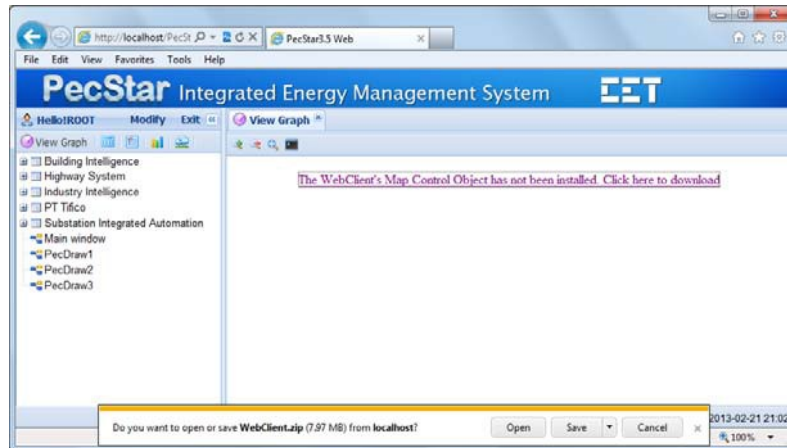 http://localhost/PecSt
PecStar3.5 Web
File Edit View Favorites Tools Help
PecStar Integrated Energy Management System CET
Hello!ROOT Modify Exit
View Graph
View Graph
Building Intelligence
Highway System
Industry Intelligence
PT Tifico
Substation Integrated Automation
Main window
PecDraw1
PecDraw2
PecDraw3
The WebClient's Map Control Object has not been installed. Click here to download
Do you want to open or save WebClient.zip (7.97 MB) from localhost? Open Save Cancel
2013-02-21 21:02
100%